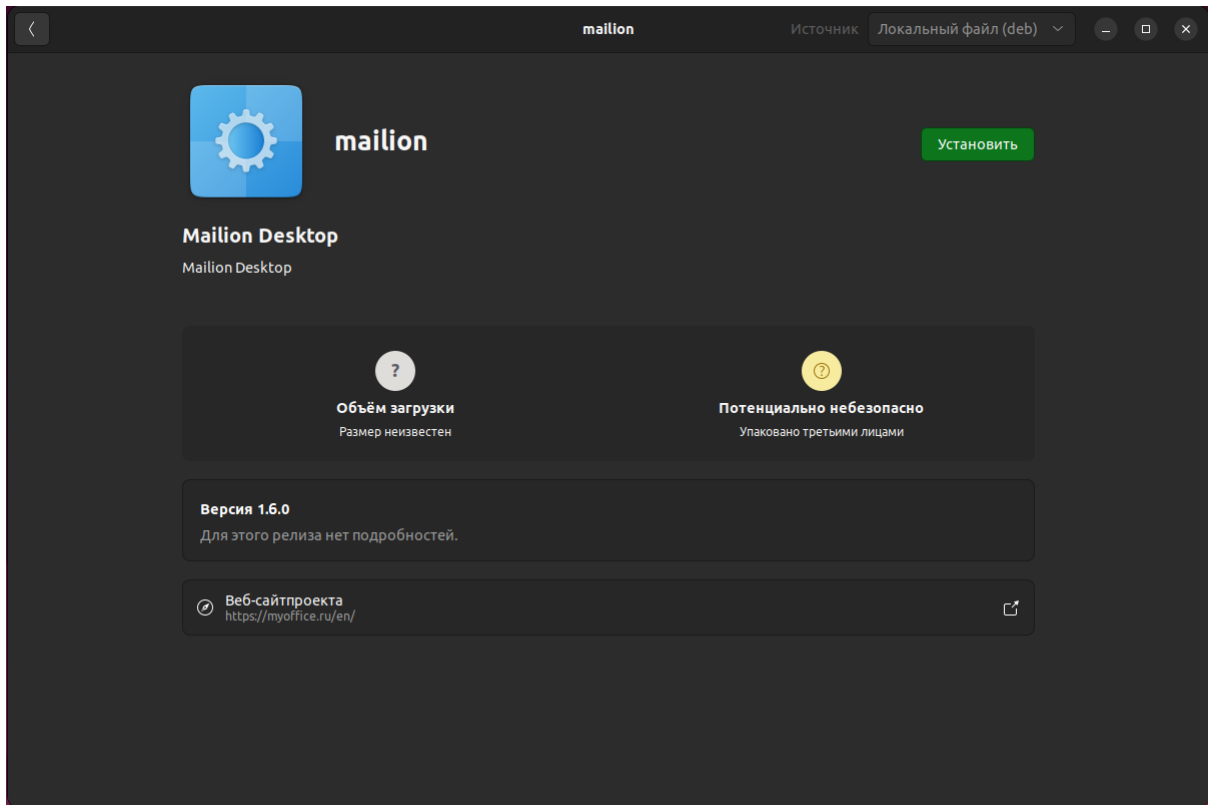 mailion
Источник
Локальный файл (deb)
mailion
Установить
Mailion Desktop
Mailion Desktop
?
?
Объём загрузки
Потенциально небезопасно
Размер неизвестен
Упаковано третьими лицами
Версия 1.6.0
Для этого релиза нет подробностей.
Веб-сайтпроекта
https://myoffice.ru/en/